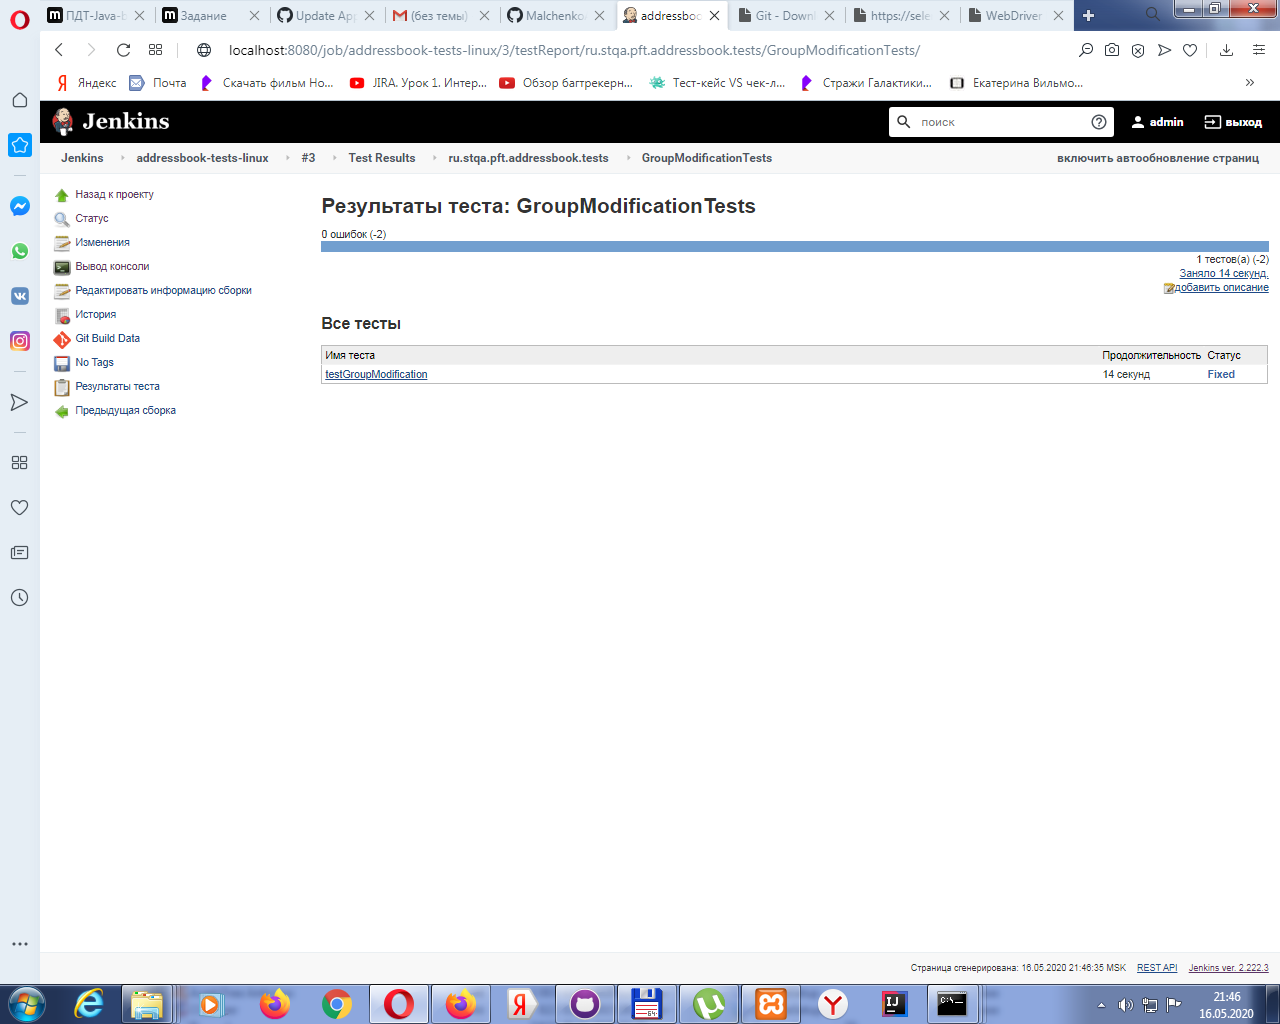 ПДТ-Java-b
Задание
Update App
(без темы)
Malchenko
addressboo
Git - Downl
https://sele
WebDriver
localhost:8080/job/addressbook-tests-linux/3/testReport/ru.stqa.pft.addressbook.tests/GroupModificationTests/
Яндекс
Почта
Скачать фильм Но...
JIRA. Урок 1. Интер...
Обзор багтрекерн...
Тест-кейс VS чек-л...
Стражи Галактики...
Екатерина Вильмо...
Jenkins
поиск
admin
выход
Jenkins
addressbook-tests-linux
#3
Test Results
ru.stqa.pft.addressbook.tests
GroupModificationTests
включить автообновление страниц
Назад к проекту
Статус
Изменения
Вывод консоли
Редактировать информацию сборки
История
Git Build Data
No Tags
Результаты теста
Предыдущая сборка
Результаты теста: GroupModificationTests
0 ошибок (-2)
1 тестов(а) (-2)
Заняло 14 секунд.
добавить описание
Все тесты
Имя теста Продолжительность Статус
testGroupModification 14 секунд Fixed
Страница сгенерирована: 16.05.2020 21:46:35 MSK REST API Jenkins ver. 2.222.3
21:46
16.05.2020